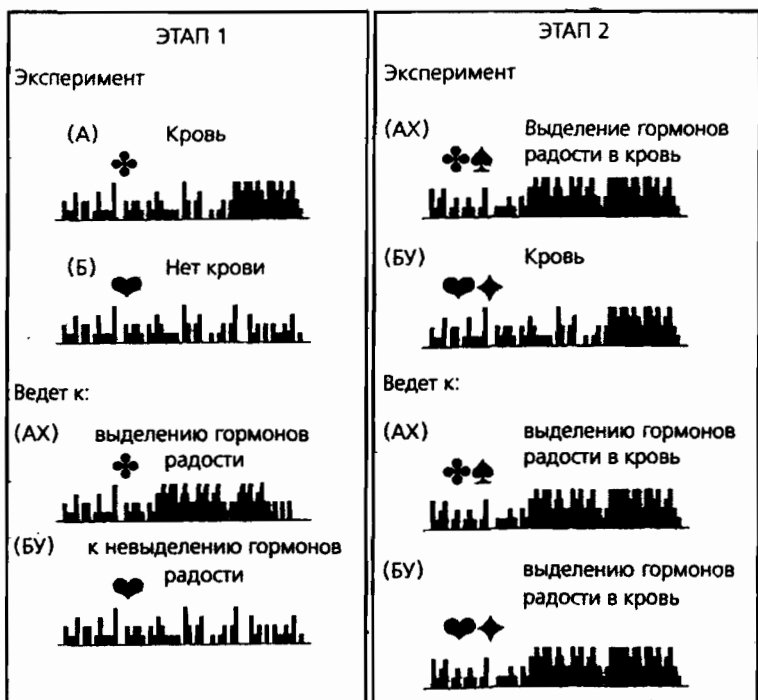 ЭТАП 1
Эксперимент
(А) Кровь
(Б) Нет крови
Ведет к:
(АХ) выделению гормонов
радости
(БУ) к невыделению гормонов
радости
ЭТАП 2
Эксперимент
(АХ) Выделение гормонов
радости в кровь
(БУ) Кровь
Ведет к:
(АХ) выделению гормонов
радости в кровь
(БУ) выделению гормонов
радости в кровь